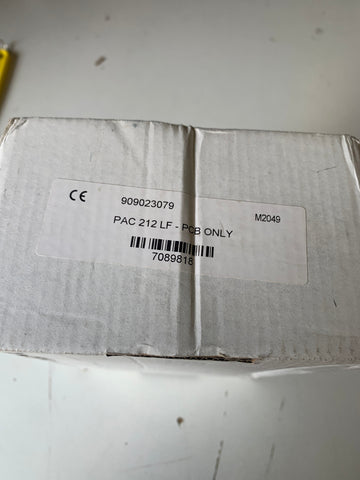 CE 909023079 M2049
PAC 212 LF - PCB ONLY
7089818